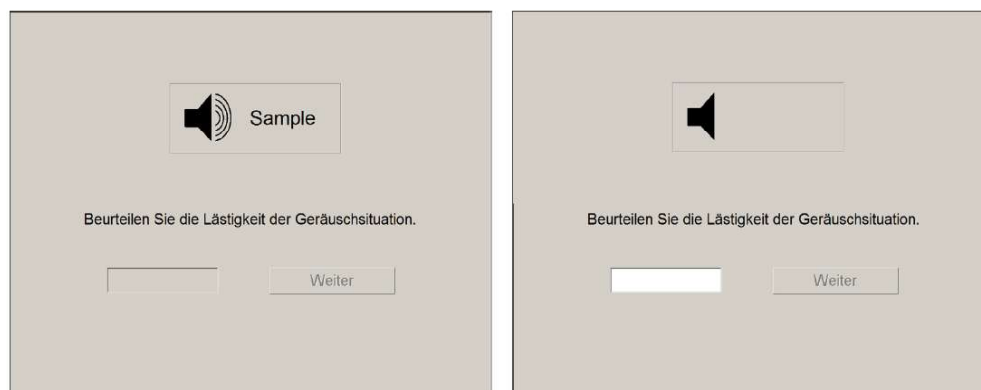 Sample
Beurteilen Sie die Lästigkeit der Geräuschsituation.
Weiter
Beurteilen Sie die Lästigkeit der Geräuschsituation.
Weiter